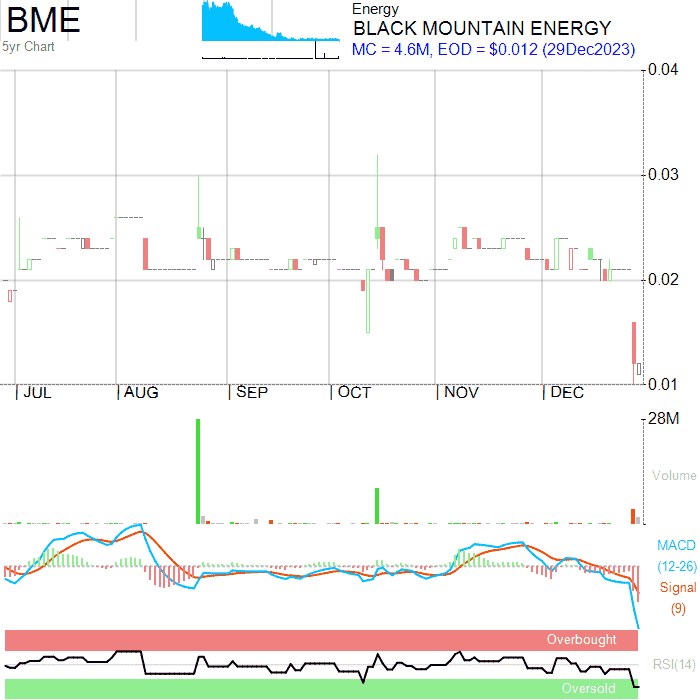 BME
5yr Chart
Energy
BLACK MOUNTAIN ENERGY
MC = 4.6M, EOD = $0.012 (29Dec2023)
0.04
0.03
0.02
0.01
JUL AUG SEP OCT NOV DEC
28M
Volume
MACD
(12-26)
Signal
(9)
Overbought
RSI(14)
Oversold